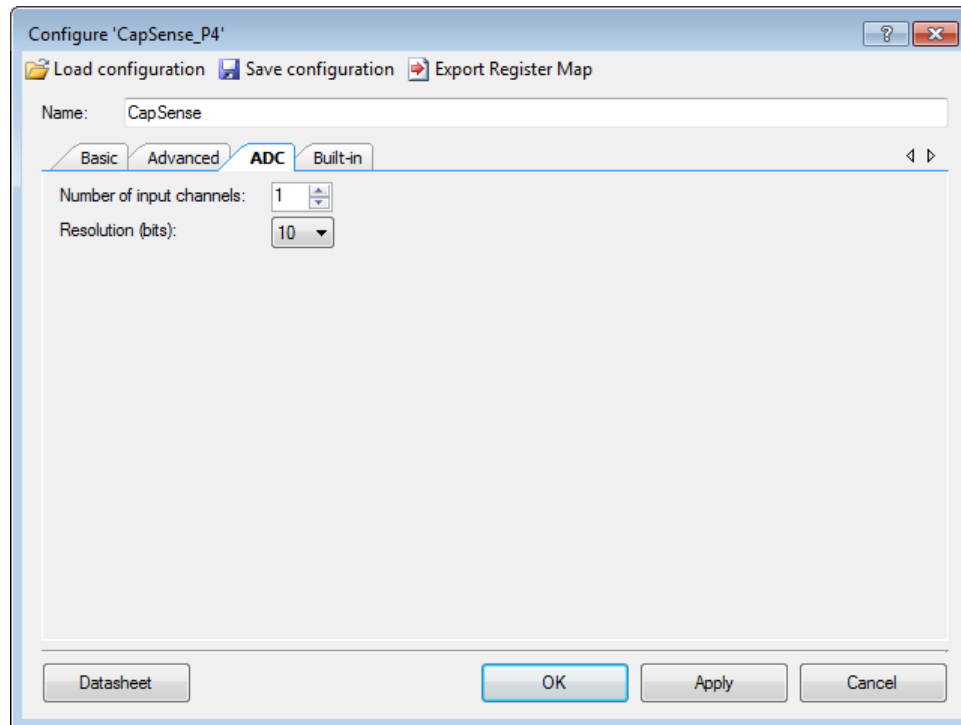 Configure 'CapSense_P4'
Load configuration Save configuration Export Register Map
Name: CapSense
Basic Advanced ADC Built-in
Number of input channels: 1
Resolution (bits): 10
Datasheet OK Apply Cancel